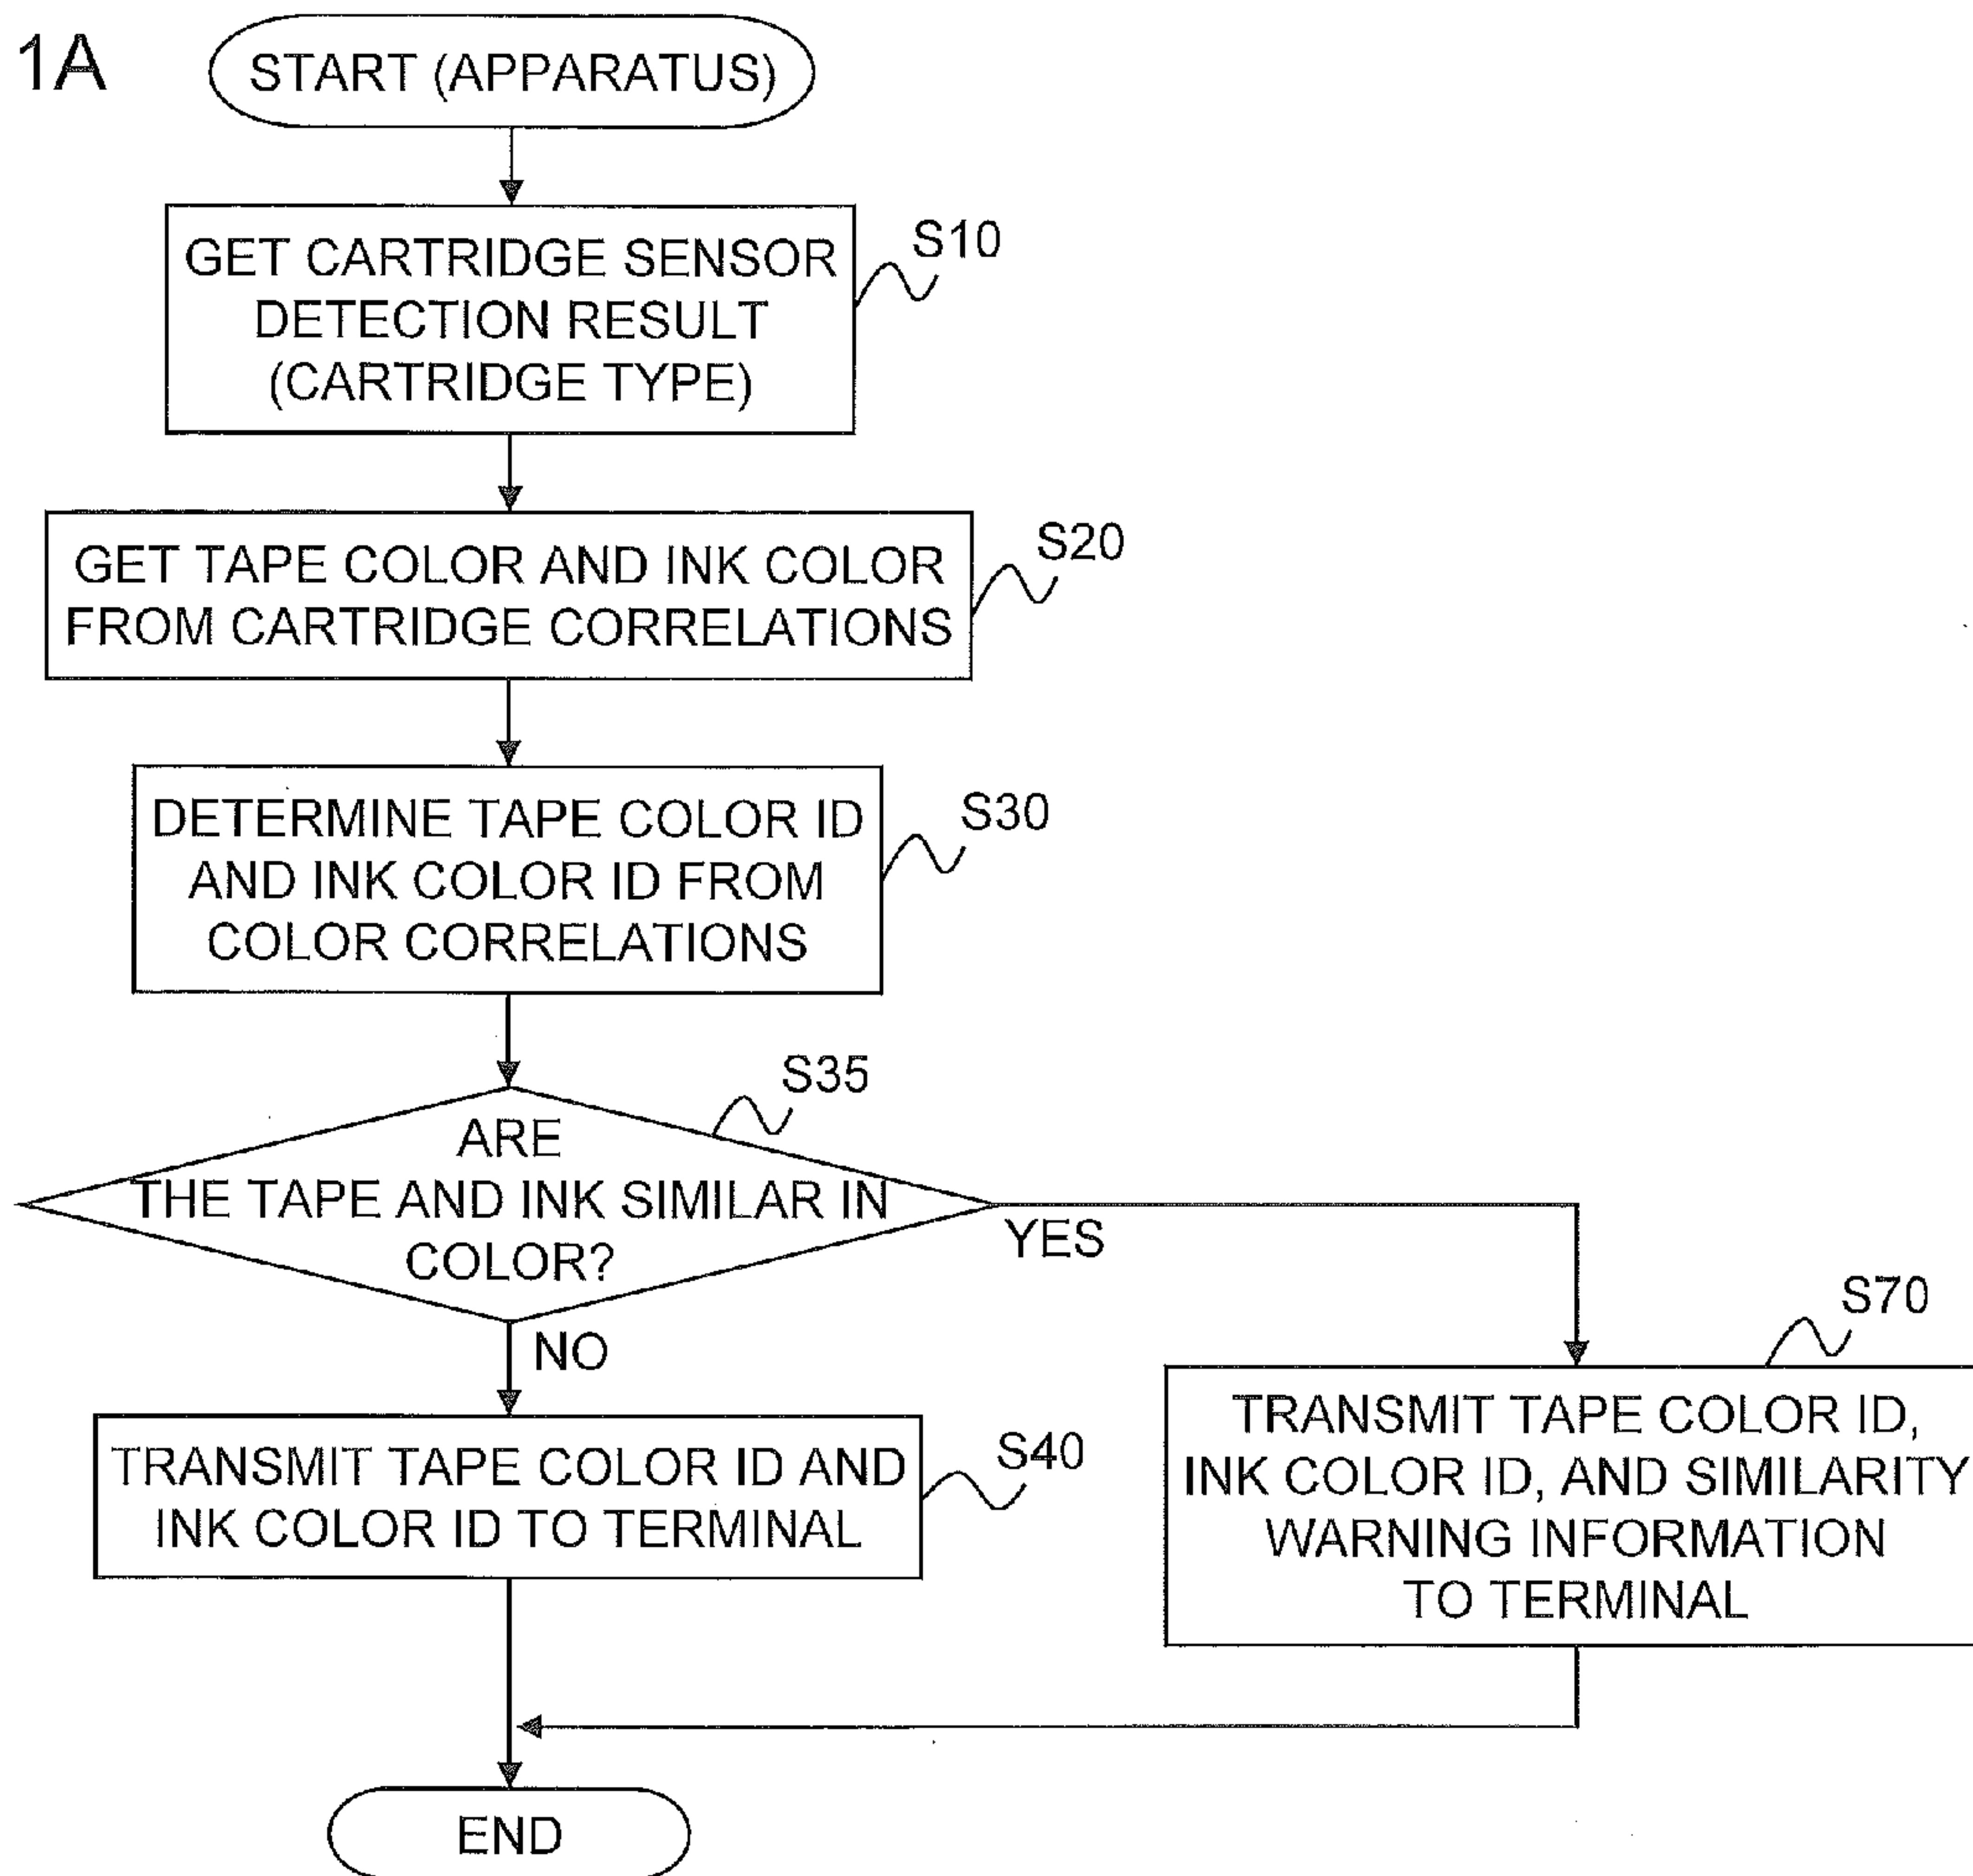 1A
START (APPARATUS)
GET CARTRIDGE SENSOR
DETECTION RESULT
(CARTRIDGE TYPE)
S10
GET TAPE COLOR AND INK COLOR
FROM CARTRIDGE CORRELATIONS
S20
DETERMINE TAPE COLOR ID
AND INK COLOR ID FROM
COLOR CORRELATIONS
S30
S35
ARE
THE TAPE AND INK SIMILAR IN
COLOR?
YES
NO
S70
TRANSMIT TAPE COLOR ID AND
INK COLOR ID TO TERMINAL
S40
TRANSMIT TAPE COLOR ID,
INK COLOR ID, AND SIMILARITY
WARNING INFORMATION
TO TERMINAL
END